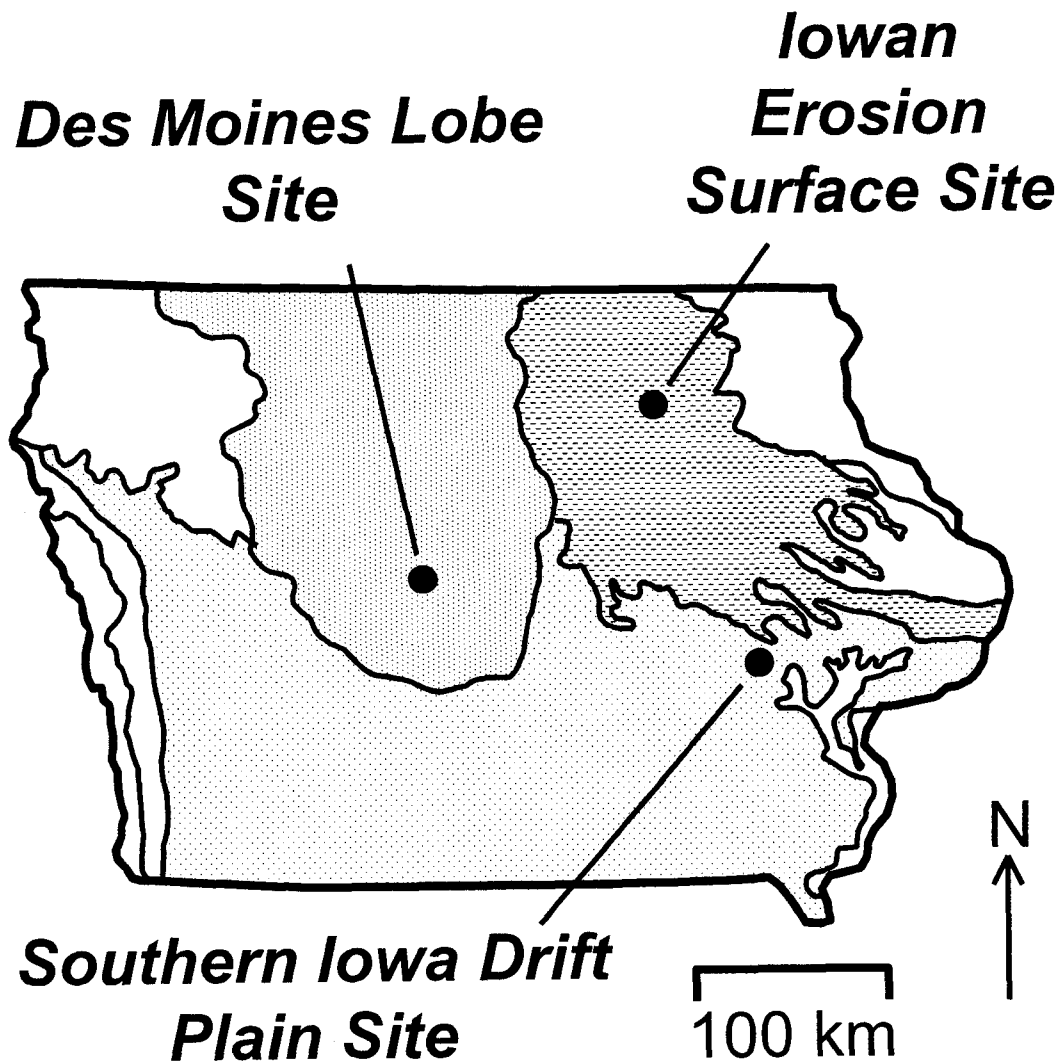 Iowan
Erosion
Surface Site
Des Moines Lobe
Site
N
Southern Iowa Drift
Plain Site
100 km